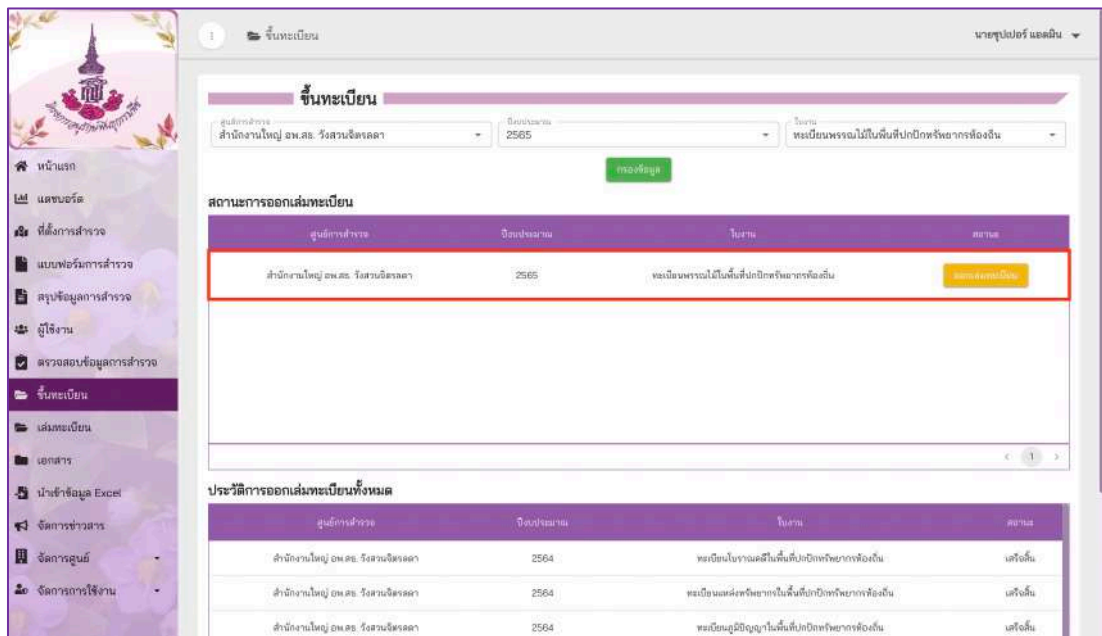 ขึ้นทะเบียน
นายซุปเปอร์ แอดมิน
ขึ้นทะเบียน
ศูนย์การสำรวจ
ปีงบประมาณ
ใบงาน
สำนักงานใหญ่ อพ.สธ. วังสวนจิตรลดา
2565
ทะเบียนพรรณไม้ในพื้นที่ปกปักทรัพยากรท้องถิ่น
กรองข้อมูล
หน้าแรก
แดชบอร์ด
ที่ตั้งการสำรวจ
แบบฟอร์มการสำรวจ
สรุปข้อมูลการสำรวจ
ผู้ใช้งาน
ตรวจสอบข้อมูลการสำรวจ
ขึ้นทะเบียน
เล่มทะเบียน
เอกสาร
นำเข้าข้อมูล Excel
จัดการข่าวสาร
จัดการศูนย์
จัดการการใช้งาน
สถานะการออกเล่มทะเบียน
ศูนย์การสำรวจ ปีงบประมาณ ใบงาน สถานะ
สำนักงานใหญ่ อพ.สธ. วังสวนจิตรลดา 2565 ทะเบียนพรรณไม้ในพื้นที่ปกปักทรัพยากรท้องถิ่น ออกเล่มทะเบียน
1
ประวัติการออกเล่มทะเบียนทั้งหมด
ศูนย์การสำรวจ ปีงบประมาณ ใบงาน สถานะ
สำนักงานใหญ่ อพ.สธ. วังสวนจิตรลดา 2564 ทะเบียนโบราณคดีในพื้นที่ปกปักทรัพยากรท้องถิ่น เสร็จสิ้น
สำนักงานใหญ่ อพ.สธ. วังสวนจิตรลดา 2564 ทะเบียนแหล่งทรัพยากรในพื้นที่ปกปักทรัพยากรท้องถิ่น เสร็จสิ้น
สำนักงานใหญ่ อพ.สธ. วังสวนจิตรลดา 2564 ทะเบียนภูมิปัญญาในพื้นที่ปกปักทรัพยากรท้องถิ่น เสร็จสิ้น